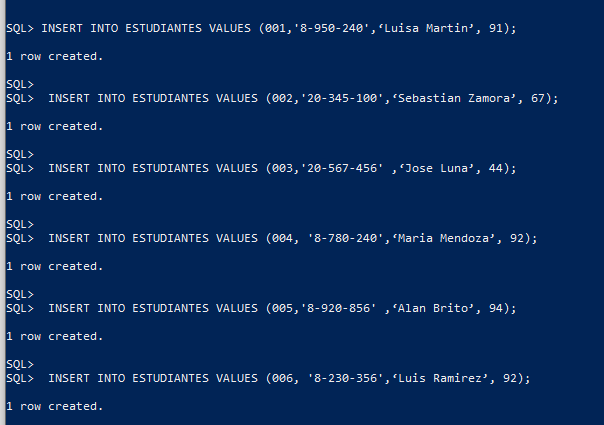 SQL> INSERT INTO ESTUDIANTES VALUES (001,'8-950-240',‘Luisa Martin’, 91);
1 row created.
SQL>
SQL>  INSERT INTO ESTUDIANTES VALUES (002,'20-345-100',‘Sebastian Zamora’, 67);
1 row created.
SQL>
SQL>  INSERT INTO ESTUDIANTES VALUES (003,'20-567-456' ,‘Jose Luna’, 44);
1 row created.
SQL>
SQL>  INSERT INTO ESTUDIANTES VALUES (004, '8-780-240',‘Maria Mendoza’, 92);
1 row created.
SQL>
SQL>  INSERT INTO ESTUDIANTES VALUES (005,'8-920-856' ,‘Alan Brito’, 94);
1 row created.
SQL>
SQL>  INSERT INTO ESTUDIANTES VALUES (006, '8-230-356',‘Luis Ramirez’, 92);
1 row created.